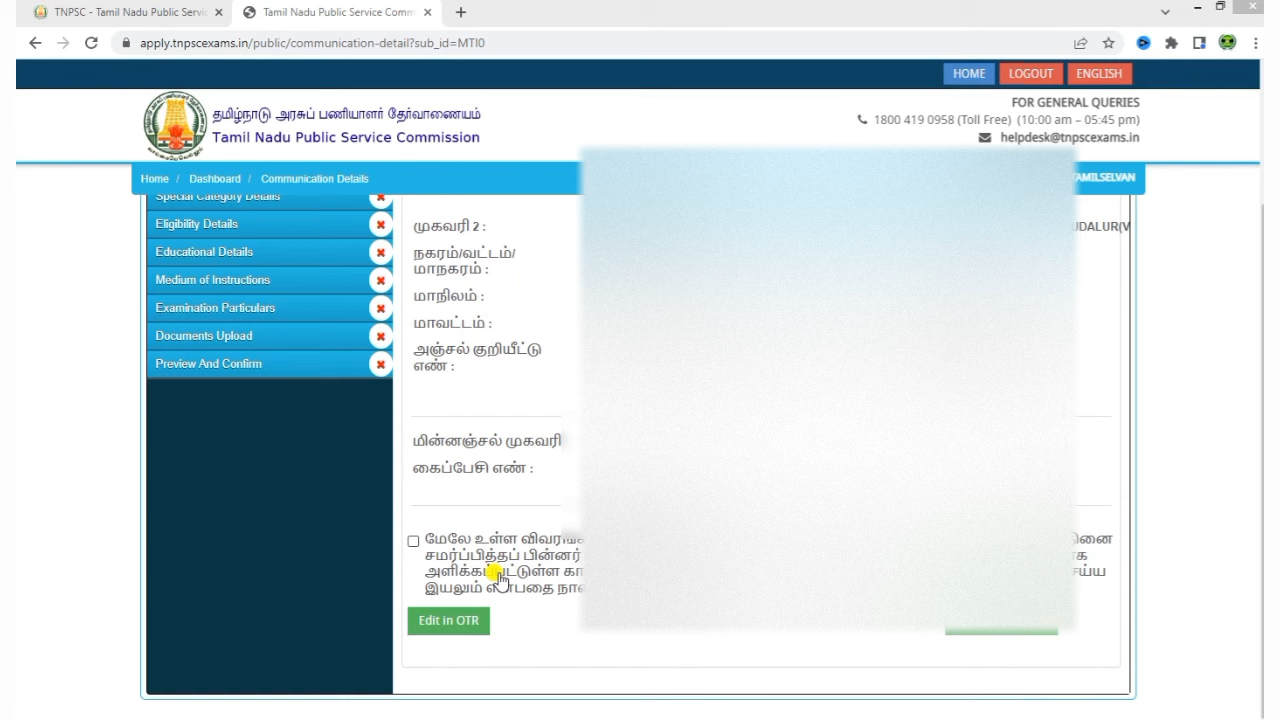 TNPSC - Tamil Nadu Public Servic
Tamil Nadu Public Service Comm
apply.tnpscexams.in/public/communication-detail?sub_id=MTI0
HOME
LOGOUT
ENGLISH
தமிழ்நாடு அரசுப் பணியாளர் தேர்வாணையம்
Tamil Nadu Public Service Commission
FOR GENERAL QUERIES
1800 419 0958 (Toll Free) (10:00 am – 05:45 pm)
helpdesk@tnpscexams.in
Home / Dashboard / Communication Details
TAMILSELVAN
Special Category Details
Eligibility Details
Educational Details
Medium of Instructions
Examination Particulars
Documents Upload
Preview And Confirm
முகவரி 2 :
UDALUR(V
நகரம்/வட்டம்/
மாநகரம் :
மாநிலம் :
மாவட்டம் :
அஞ்சல் குறியீட்டு
எண் :
மின்னஞ்சல் முகவரி
கைப்பேசி எண் :
மேலே உள்ள
சமர்ப்பித்தப் பின்னர்
இயலும்
Edit in OTR